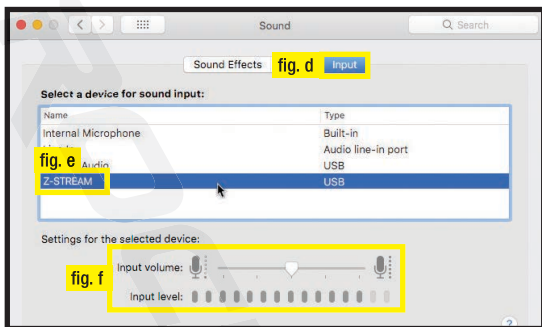 Sound
Search
Sound Effects fig. d Input
Select a device for sound input:
Name Type
Internal Microphone Built-in
Audio line-in port
fig. e Audio USB
Z-STREAM USB
Settings for the selected device:
Input volume:
fig. f
Input level:
?